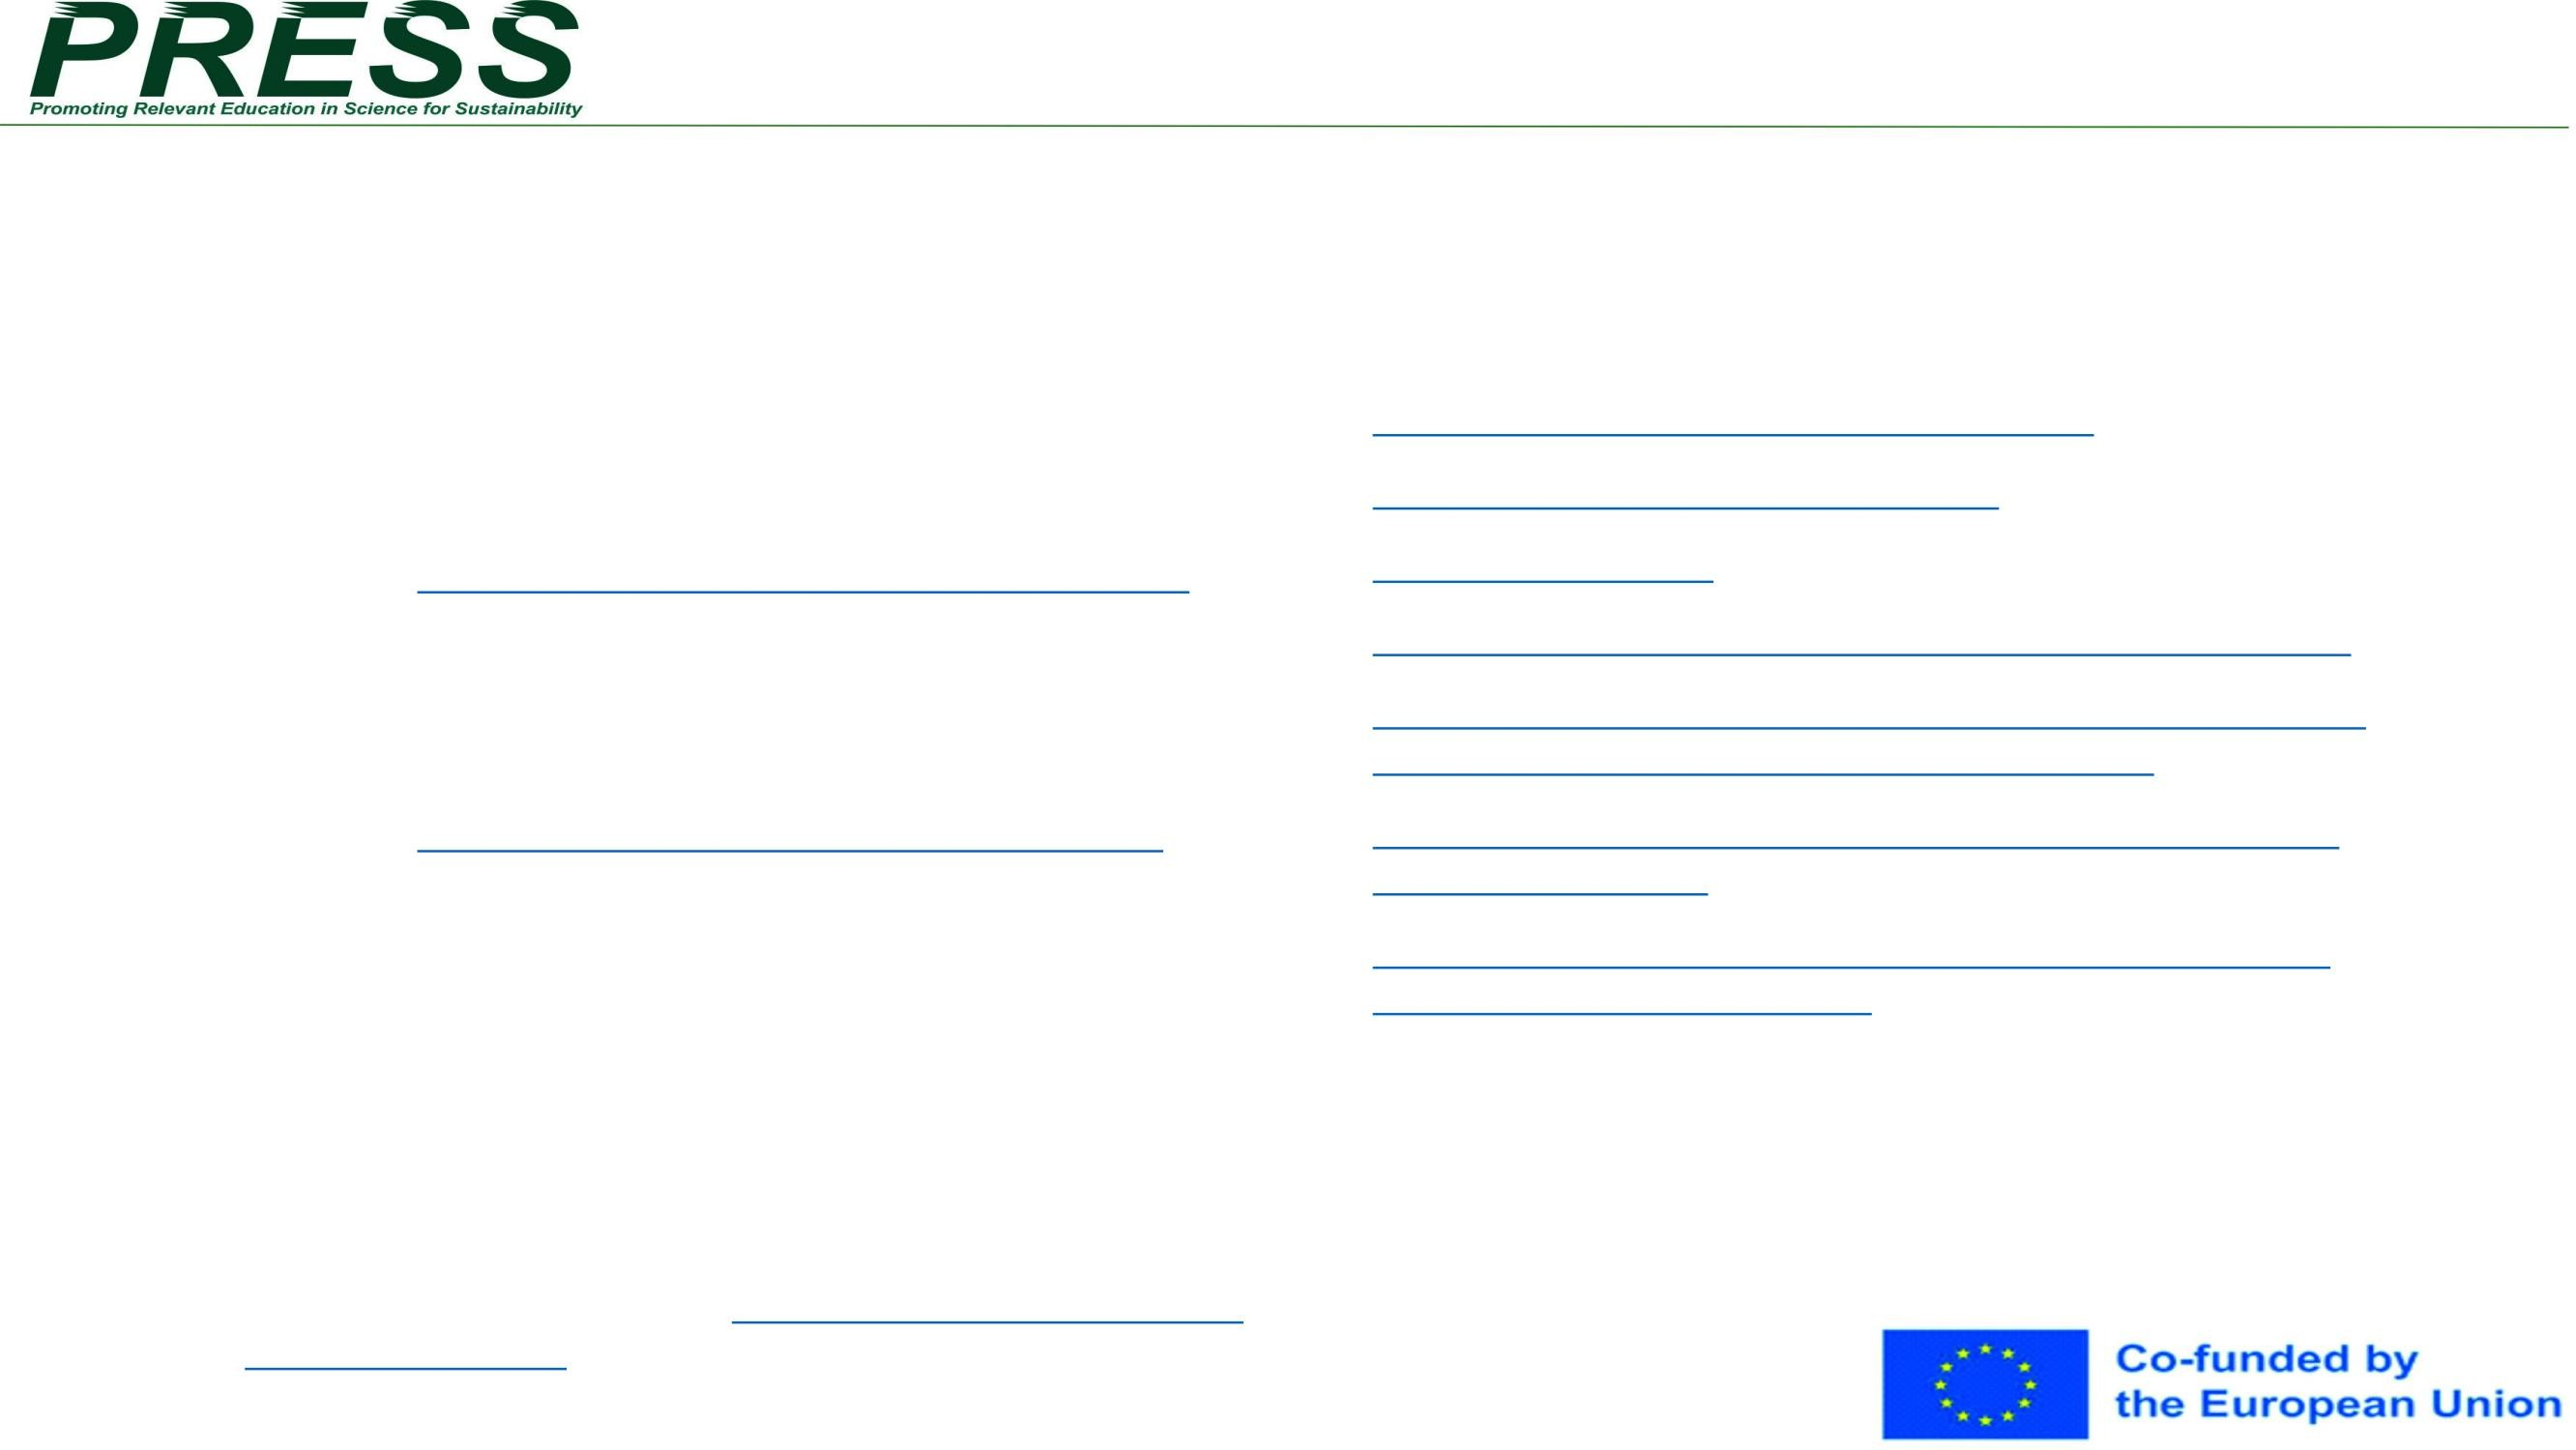 PRESS
Promoting Relevant Education in Science for Sustainability
Co-funded by
the European Union